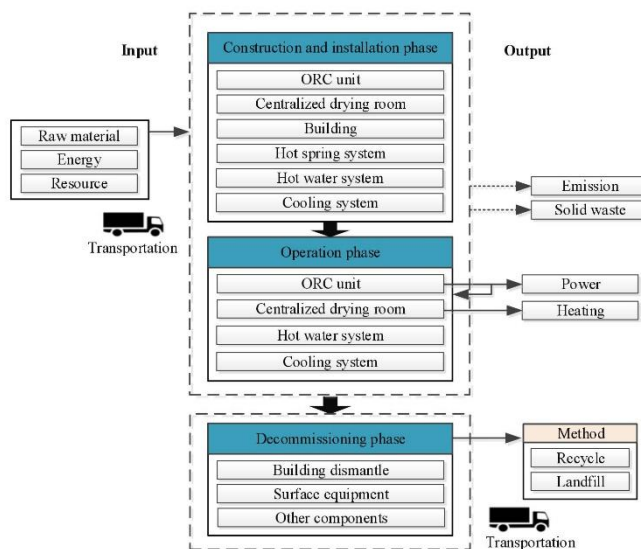 Input
Construction and installation phase
Output
ORC unit
Centralized drying room
Building
Hot spring system
Hot water system
Cooling system
Raw material
Energy
Resource
Transportation
Emission
Solid waste
Operation phase
ORC unit
Centralized drying room
Hot water system
Cooling system
Power
Heating
Decommissioning phase
Building dismantle
Surface equipment
Other components
Method
Recycle
Landfill
Transportation